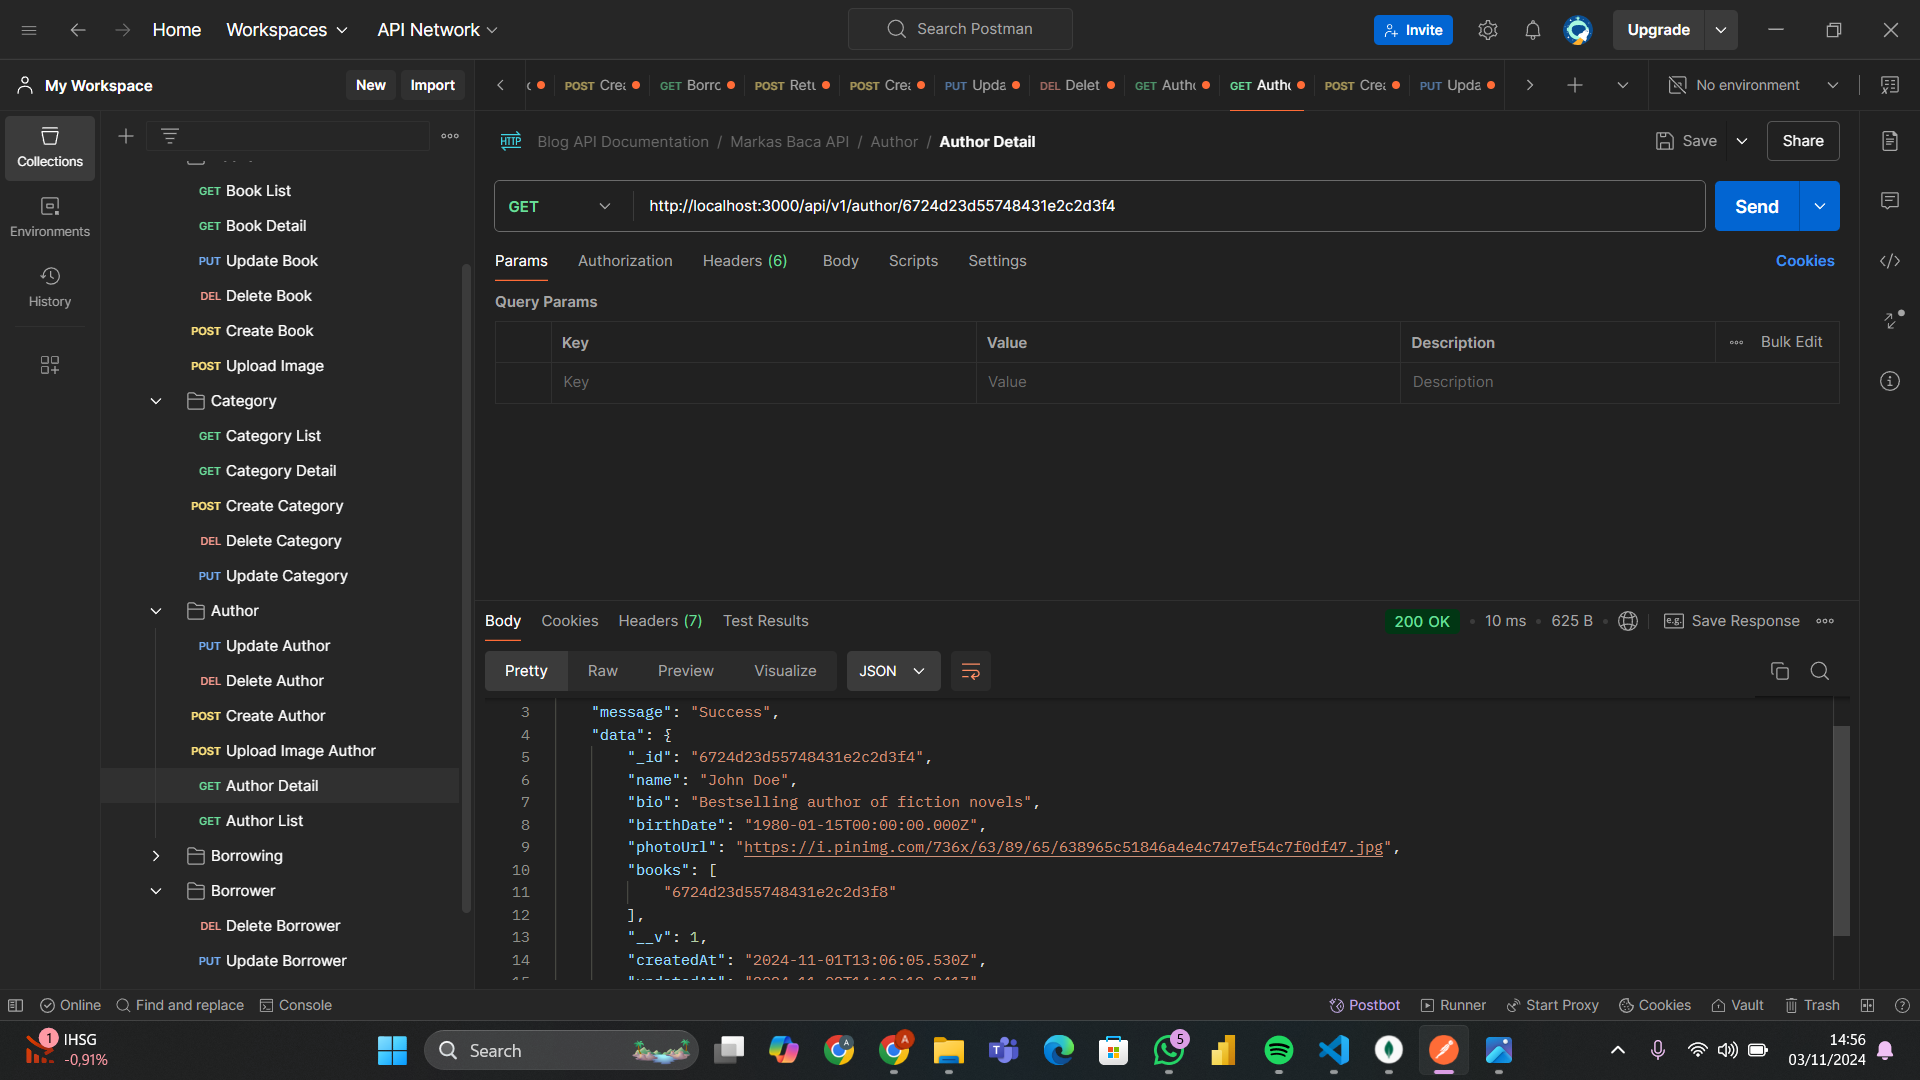 Home
Workspaces
API Network
Search Postman
Invite
Upgrade
My Workspace
New
Import
POST Crea
GET Borrc
POST Retu
POST Crea
PUT Upda
DEL Delet
GET Autho
GET Autho
POST Crea
PUT Upda
No environment
Collections
Environments
History
Book List
GET Book List
GET Book Detail
PUT Update Book
DEL Delete Book
POST Create Book
POST Upload Image
Category
GET Category List
GET Category Detail
POST Create Category
DEL Delete Category
PUT Update Category
Author
PUT Update Author
DEL Delete Author
POST Create Author
POST Upload Image Author
GET Author Detail
GET Author List
Borrowing
Borrower
DEL Delete Borrower
PUT Update Borrower
HTTP Blog API Documentation / Markas Baca API / Author / Author Detail
Save
Share
GET
http://localhost:3000/api/v1/author/6724d23d55748431e2c2d3f4
Send
Params Authorization Headers (6) Body Scripts Settings
Cookies
Query Params
Key Value Description Bulk Edit
Key Value Description
Body Cookies Headers (7) Test Results
200 OK 10 ms 625 B
e.g. Save Response
Pretty Raw Preview Visualize JSON
3 "message": "Success",
4 "data": {
5 "_id": "6724d23d55748431e2c2d3f4",
6 "name": "John Doe",
7 "bio": "Bestselling author of fiction novels",
8 "birthDate": "1980-01-15T00:00:00.000Z",
9 "photoUrl": "https://i.pinimg.com/736x/63/89/65/638965c51846a4e4c747ef54c7f0df47.jpg",
10 "books": [
11 "6724d23d55748431e2c2d3f8"
12 ],
13 "__v": 1,
14 "createdAt": "2024-11-01T13:06:05.530Z",
Online Find and replace Console
Postbot Runner Start Proxy Cookies Vault Trash
1 IHSG
-0,91%
Search
A
A
5
14:56
03/11/2024